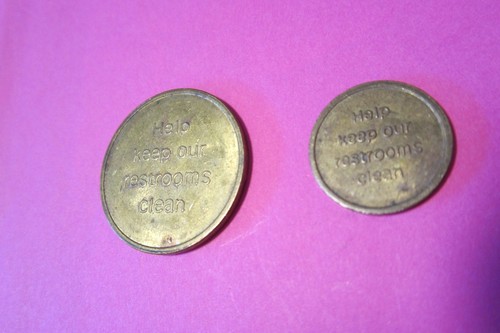 Help
keep our
restrooms
clean
Help
keep our
restrooms
clean